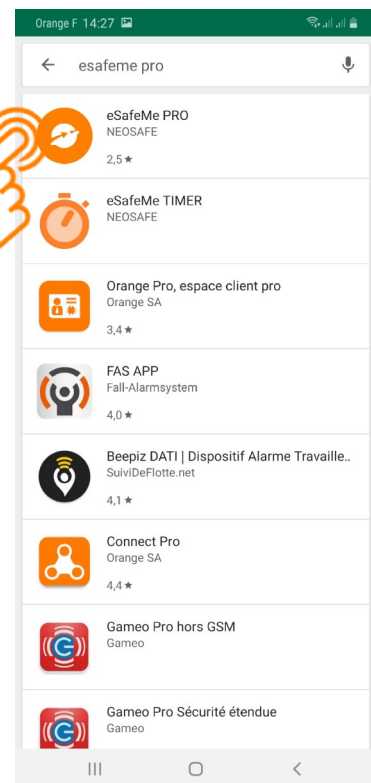 Orange F 14:27
esafeme pro
eSafeMe PRO
NEOSAFE
2,5 ★
eSafeMe TIMER
NEOSAFE
Orange Pro, espace client pro
Orange SA
3,4 ★
FAS APP
Fall-Alarmsystem
4,0 ★
Beepiz DATI | Dispositif Alarme Travaille..
SuiviDeFlotte.net
4,1 ★
Connect Pro
Orange SA
4,4 ★
Gameo Pro hors GSM
Gameo
Gameo Pro Sécurité étendue
Gameo